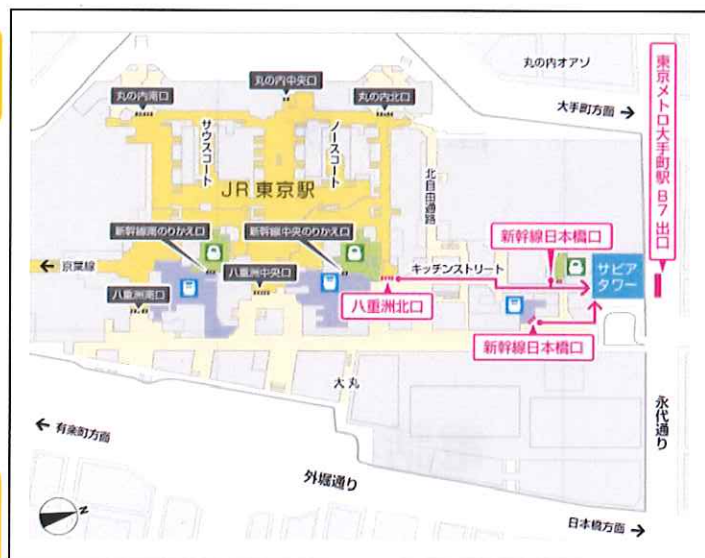 丸の内オアゾ
丸の内中央口
丸の内南口
丸の内北口
大手町方面 →
東京メトロ大手町駅 B7 出口
サウスコート
ノースコート
JR 東京駅
北自由通路
新幹線南のりかえ口
新幹線中央のりかえ口
新幹線日本橋口
← 京葉線
八重洲中央口
キッチンストリート
サピア
タワー
八重洲南口
八重洲北口
新幹線日本橋口
大丸
永代通り
← 有楽町方面
外堀通り
N
日本橋方面 →